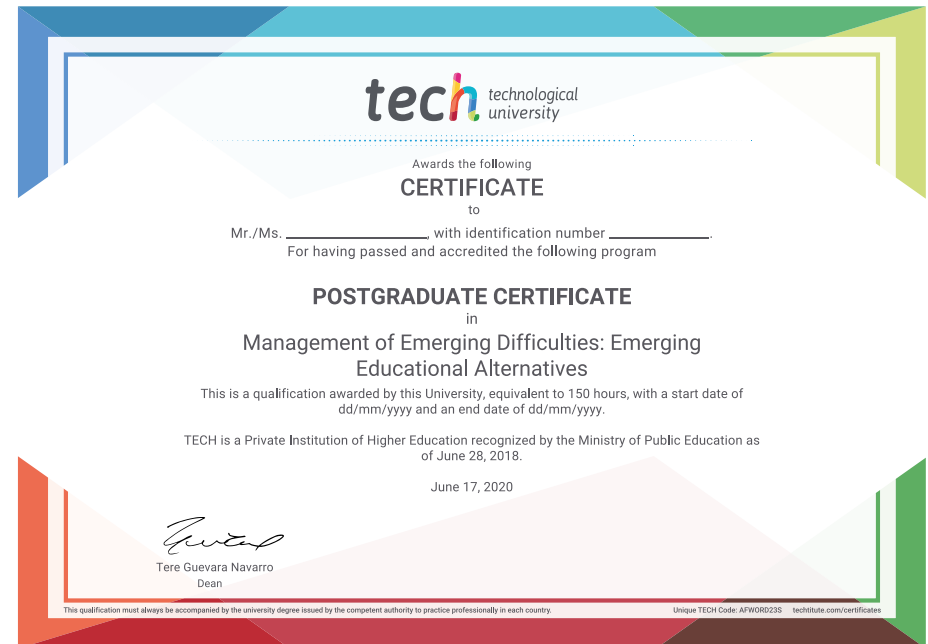 tech technological
university
Awards the following
CERTIFICATE
to
Mr./Ms. ____________________, with identification number ______________.
For having passed and accredited the following program
POSTGRADUATE CERTIFICATE
in
Management of Emerging Difficulties: Emerging
Educational Alternatives
This is a qualification awarded by this University, equivalent to 150 hours, with a start date of
dd/mm/yyyy and an end date of dd/mm/yyyy.
TECH is a Private Institution of Higher Education recognized by the Ministry of Public Education as
of June 28, 2018.
June 17, 2020
Tere Guevara Navarro
Dean
This qualification must always be accompanied by the university degree issued by the competent authority to practice professionally in each country. Unique TECH Code: AFWORD23S techtitute.com/certificates